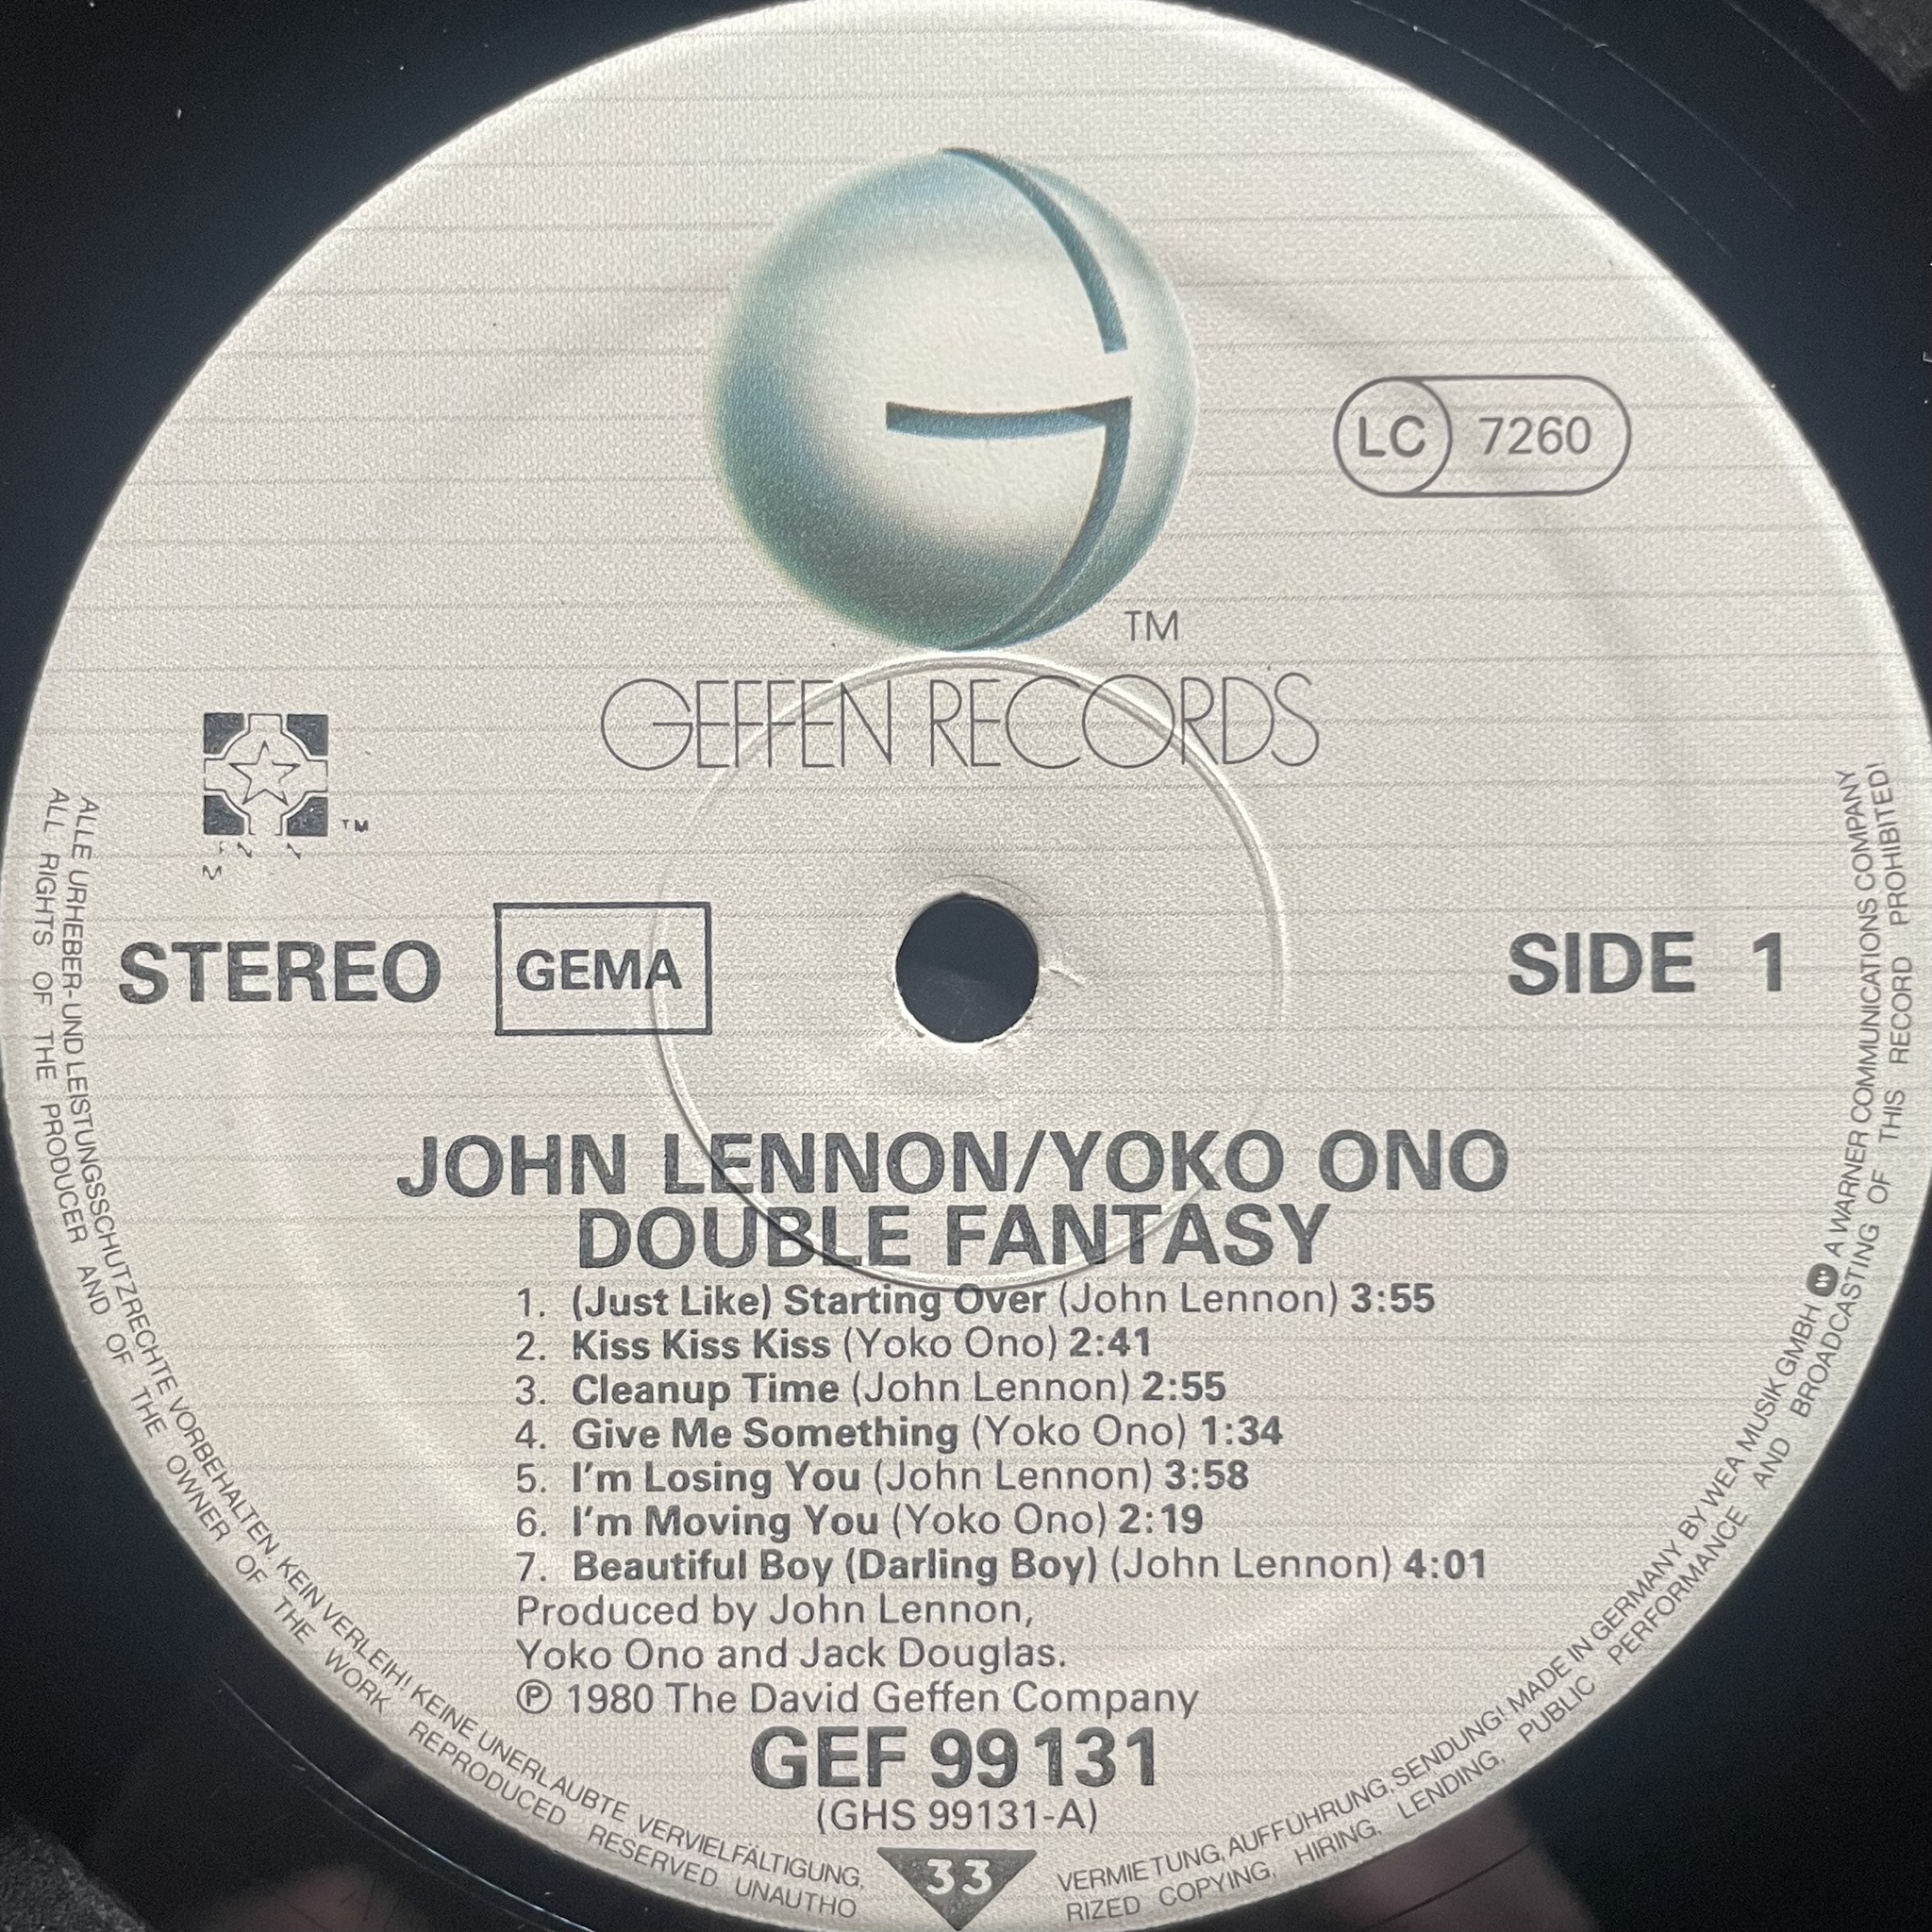 TM
LC 7260
GEFFEN RECORDS
TM
STEREO GEMA SIDE 1
JOHN LENNON/YOKO ONO
DOUBLE FANTASY
1. (Just Like) Starting Over (John Lennon) 3:55
2. Kiss Kiss Kiss (Yoko Ono) 2:41
3. Cleanup Time (John Lennon) 2:55
4. Give Me Something (Yoko Ono) 1:34
5. I'm Losing You (John Lennon) 3:58
6. I'm Moving You (Yoko Ono) 2:19
7. Beautiful Boy (Darling Boy) (John Lennon) 4:01
Produced by John Lennon,
Yoko Ono and Jack Douglas.
℗ 1980 The David Geffen Company
GEF 99131
(GHS 99131-A)
33
ALLE URHEBER- UND LEISTUNGSSCHUTZRECHTE VORBEHALTEN. KEIN VERLEIH! KEINE UNERLAUBTE VERVIELFÄLTIGUNG, VERMIETUNG, AUFFÜHRUNG, SENDUNG! MADE IN GERMANY BY WEA MUSIK GMBH A WARNER COMMUNICATIONS COMPANY
ALL RIGHTS OF THE PRODUCER AND OF THE OWNER OF THE WORK REPRODUCED RESERVED UNAUTHORIZED COPYING, HIRING, LENDING, PUBLIC PERFORMANCE AND BROADCASTING OF THIS RECORD PROHIBITED!